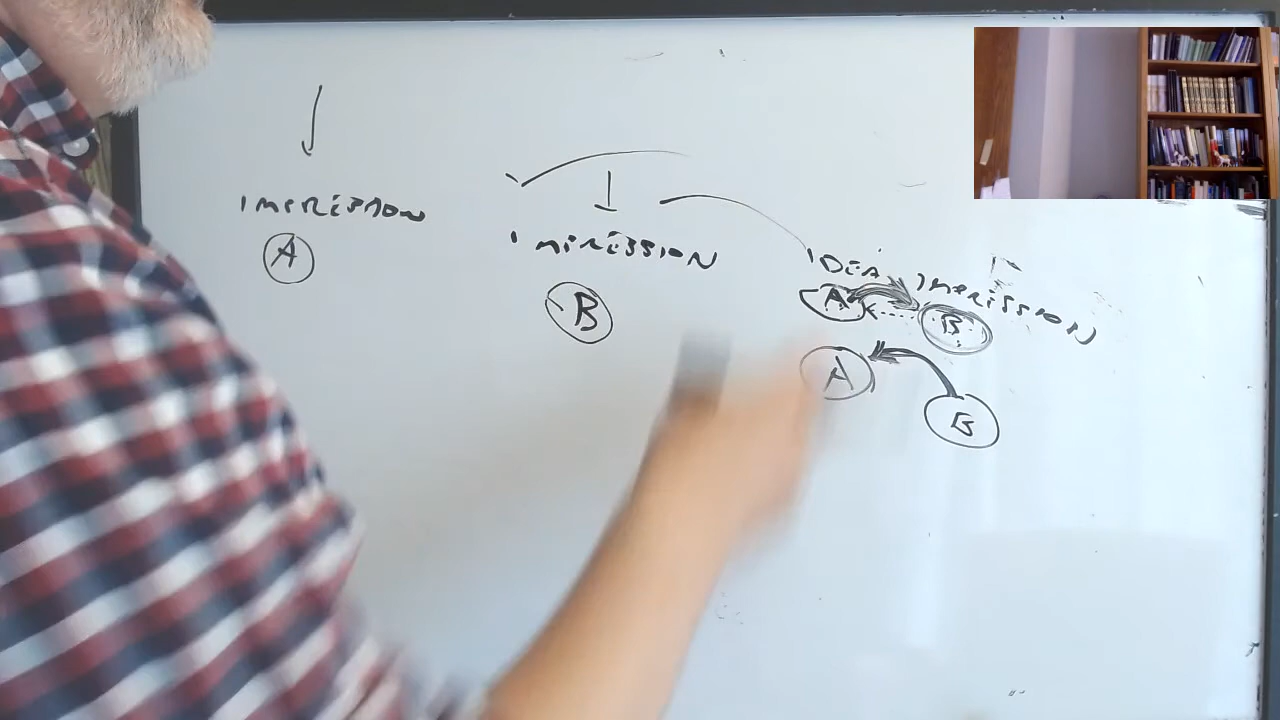 IMPRESSION
A
IMPRESSION
B
IDEA IMPRESSION
A B
A
B